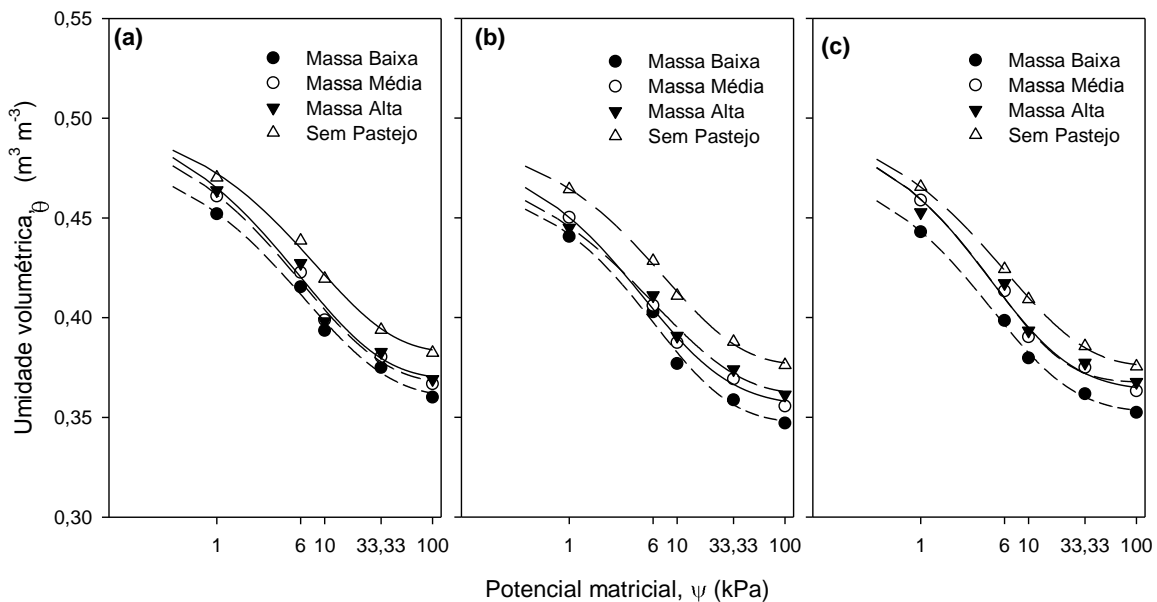 0,55
0,50
0,45
0,40
0,35
0,30
Umidade volumétrica, θ (m³ m⁻³)
(a)
Massa Baixa
Massa Média
Massa Alta
Sem Pastejo
(b)
Massa Baixa
Massa Média
Massa Alta
Sem Pastejo
(c)
Massa Baixa
Massa Média
Massa Alta
Sem Pastejo
1 6 10 33,33 100
1 6 10 33,33 100
1 6 10 33,33 100
Potencial matricial, ψ (kPa)